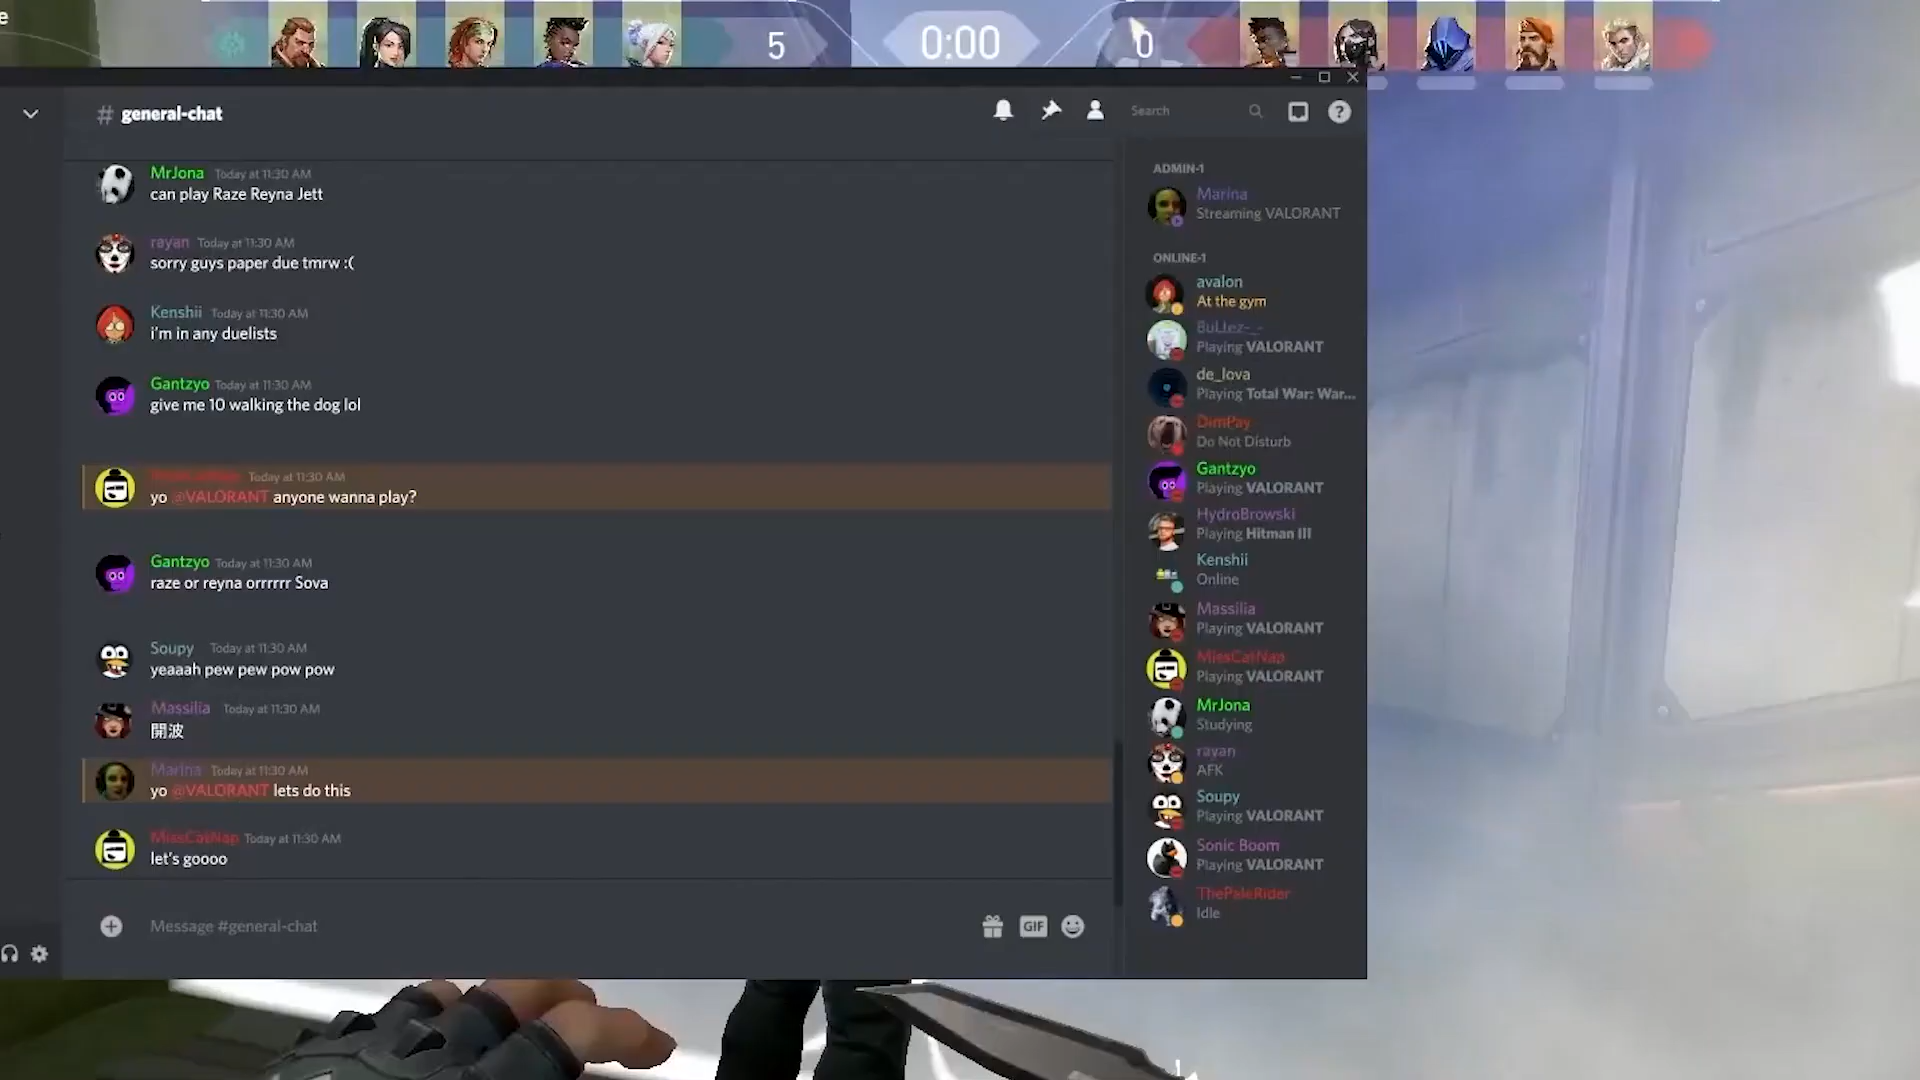 e
5
0:00
0
# general-chat
Search
MrJona Today at 11:30 AM
can play Raze Reyna Jett
rayan Today at 11:30 AM
sorry guys paper due tmrw :(
Kenshii Today at 11:30 AM
i'm in any duelists
Gantzyo Today at 11:30 AM
give me 10 walking the dog lol
Today at 11:30 AM
yo @VALORANT anyone wanna play?
Gantzyo Today at 11:30 AM
raze or reyna orrrrrr Sova
Soupy Today at 11:30 AM
yeaaah pew pew pow pow
Massilia Today at 11:30 AM
開波
Marina Today at 11:30 AM
yo @VALORANT lets do this
MissCatNap Today at 11:30 AM
let's goooo
Message #general-chat
GIF
ADMIN-1
Marina
Streaming VALORANT
ONLINE-1
avalon
At the gym
BuLtez-_-
Playing VALORANT
de_lova
Playing Total War: War...
DimPay
Do Not Disturb
Gantzyo
Playing VALORANT
HydroBrowski
Playing Hitman III
Kenshii
Online
Massilia
Playing VALORANT
MissCatNap
Playing VALORANT
MrJona
Studying
rayan
AFK
Soupy
Playing VALORANT
Sonic Boom
Playing VALORANT
ThePaleRider
Idle